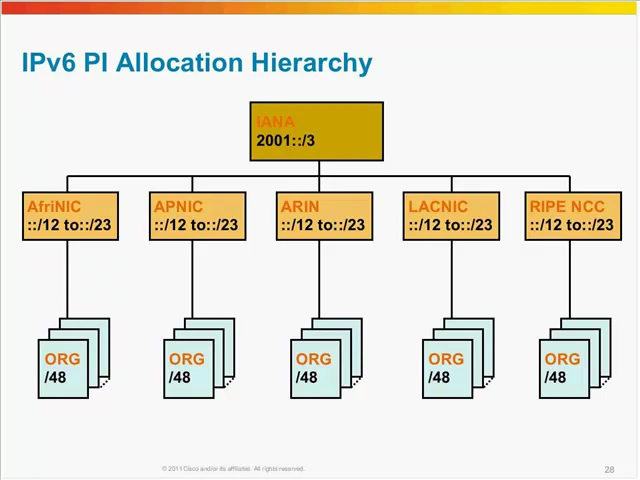 IPv6 PI Allocation Hierarchy
IANA
2001::/3
AfriNIC
::/12 to::/23
APNIC
::/12 to::/23
ARIN
::/12 to::/23
LACNIC
::/12 to::/23
RIPE NCC
::/12 to::/23
ORG
/48
ORG
/48
ORG
/48
ORG
/48
ORG
/48
© 2011 Cisco and/or its affiliates. All rights reserved.
28